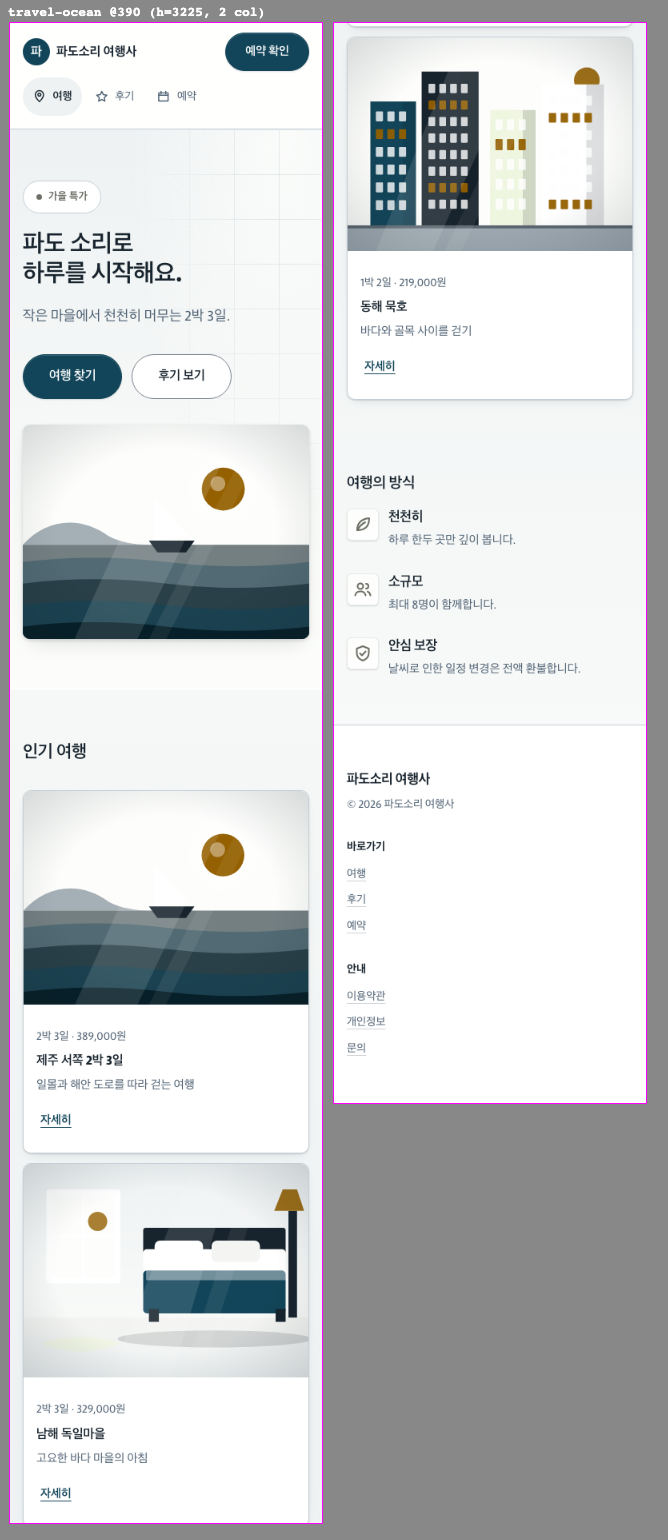 travel-ocean @390 (h=3225, 2 col)
파 파도소리 여행사
예약 확인
여행 후기 예약
가을 특가
파도 소리로
하루를 시작해요.
작은 마을에서 천천히 머무는 2박 3일.
여행 찾기 후기 보기
인기 여행
2박 3일 · 389,000원
제주 서쪽 2박 3일
일몰과 해안 도로를 따라 걷는 여행
자세히
2박 3일 · 329,000원
남해 독일마을
고요한 바다 마을의 아침
자세히
1박 2일 · 219,000원
동해 묵호
바다와 골목 사이를 걷기
자세히
여행의 방식
천천히
하루 한두 곳만 깊이 봅니다.
소규모
최대 8명이 함께합니다.
안심 보장
날씨로 인한 일정 변경은 전액 환불합니다.
파도소리 여행사
© 2026 파도소리 여행사
바로가기
여행
후기
예약
안내
이용약관
개인정보
문의